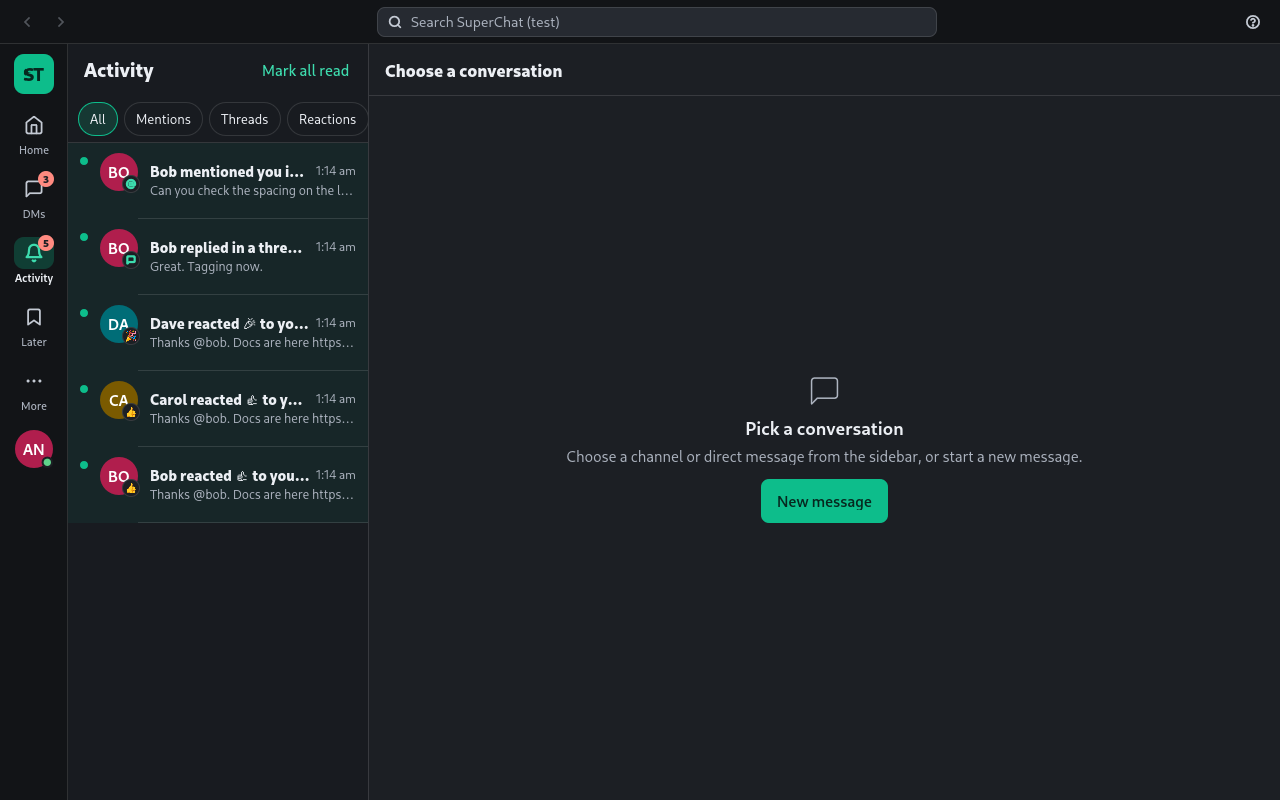 Search SuperChat (test)
ST
Home
3
DMs
5
Activity
Later
More
AN
Activity
Mark all read
All
Mentions
Threads
Reactions
BO
Bob mentioned you i...
1:14 am
Can you check the spacing on the l...
BO
Bob replied in a thre...
1:14 am
Great. Tagging now.
DA
Dave reacted 🎉 to yo...
1:14 am
Thanks @bob. Docs are here https...
CA
Carol reacted 👍 to y...
1:14 am
Thanks @bob. Docs are here https...
BO
Bob reacted 👍 to you...
1:14 am
Thanks @bob. Docs are here https...
Choose a conversation
Pick a conversation
Choose a channel or direct message from the sidebar, or start a new message.
New message